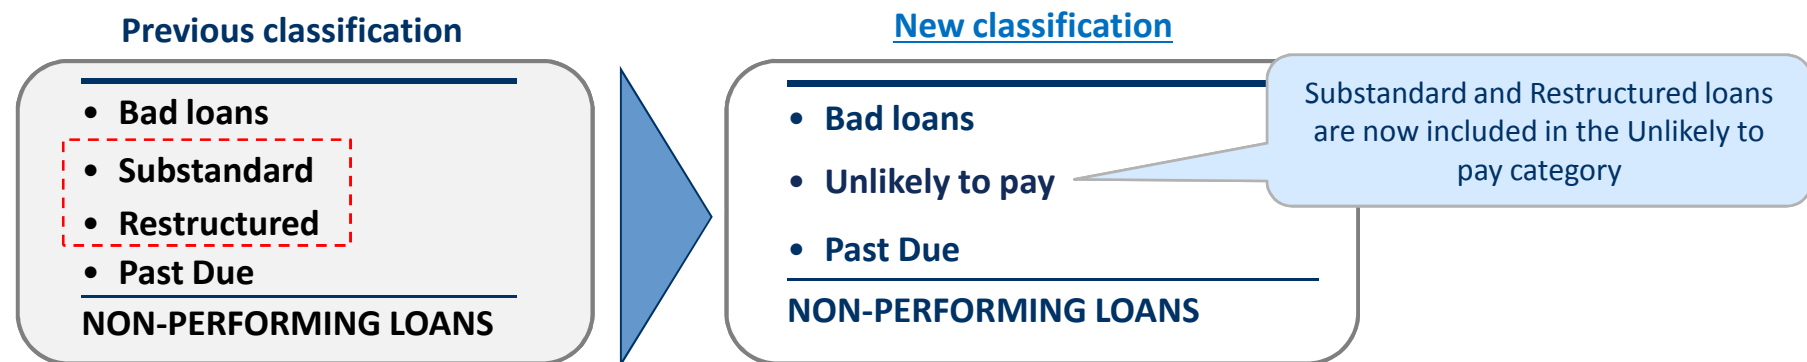 Previous classification
• Bad loans
• Substandard
• Restructured
• Past Due
NON-PERFORMING LOANS
New classification
• Bad loans
• Unlikely to pay
• Past Due
NON-PERFORMING LOANS
Substandard and Restructured loans
are now included in the Unlikely to
pay category